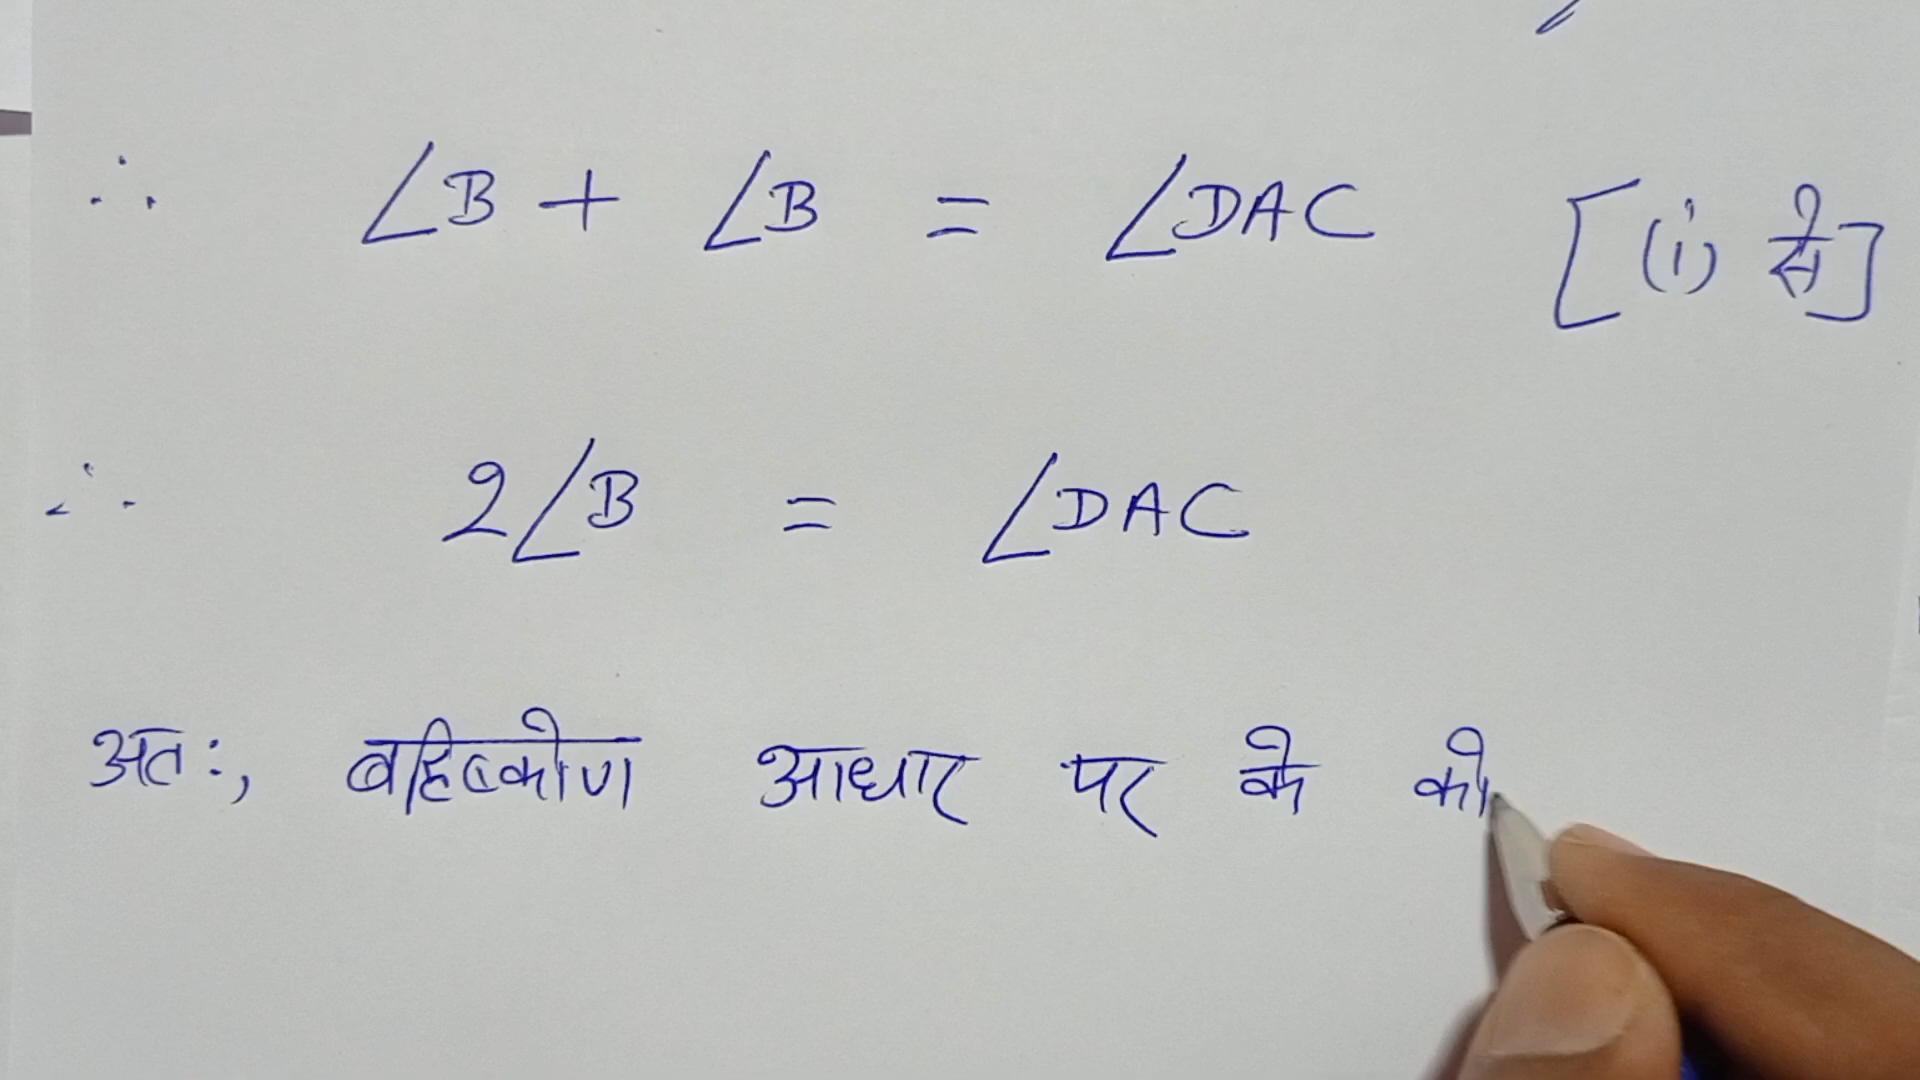 ∴ ∠B + ∠B = ∠DAC [(i) से]
∴ 2∠B = ∠DAC
अतः, बहिष्कोण आधार पर के को